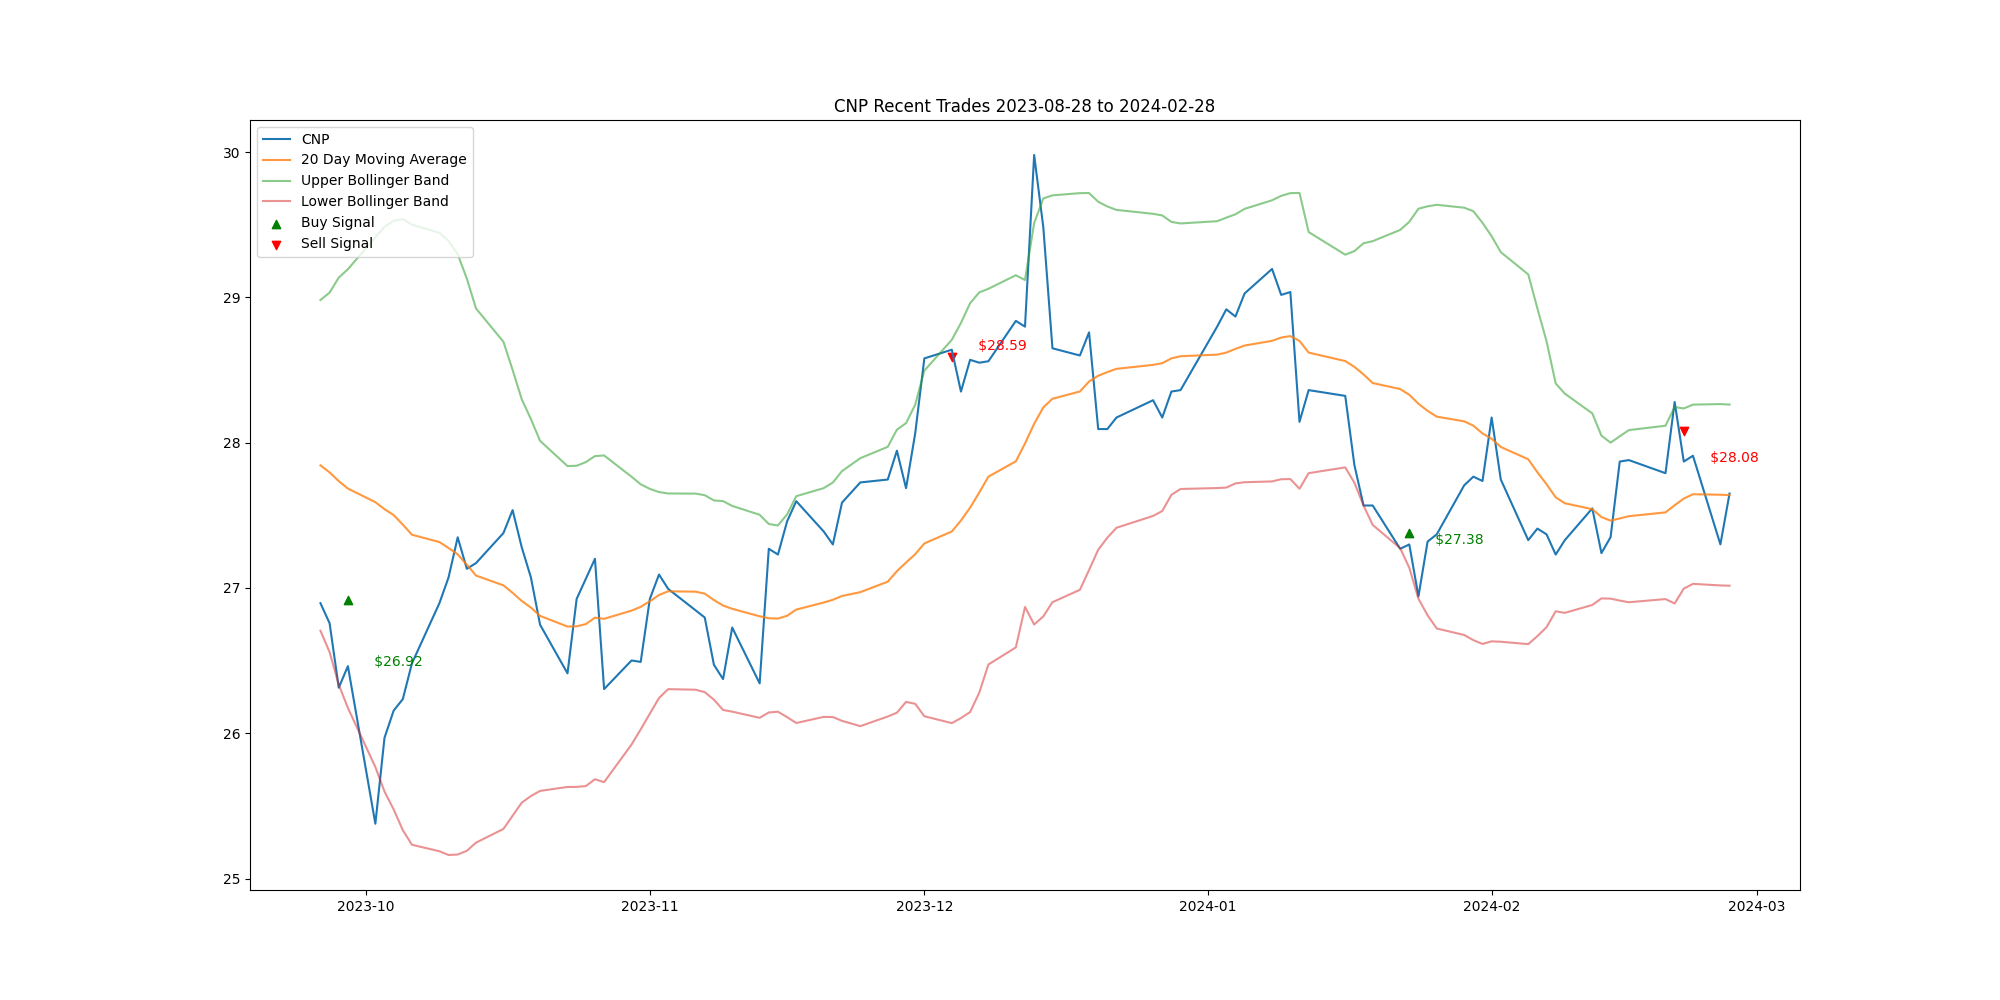 CNP Recent Trades 2023-08-28 to 2024-02-28
CNP
20 Day Moving Average
Upper Bollinger Band
Lower Bollinger Band
Buy Signal
Sell Signal
30
29
28
27
26
25
$28.59
$28.08
$27.38
$26.92
2023-10
2023-11
2023-12
2024-01
2024-02
2024-03